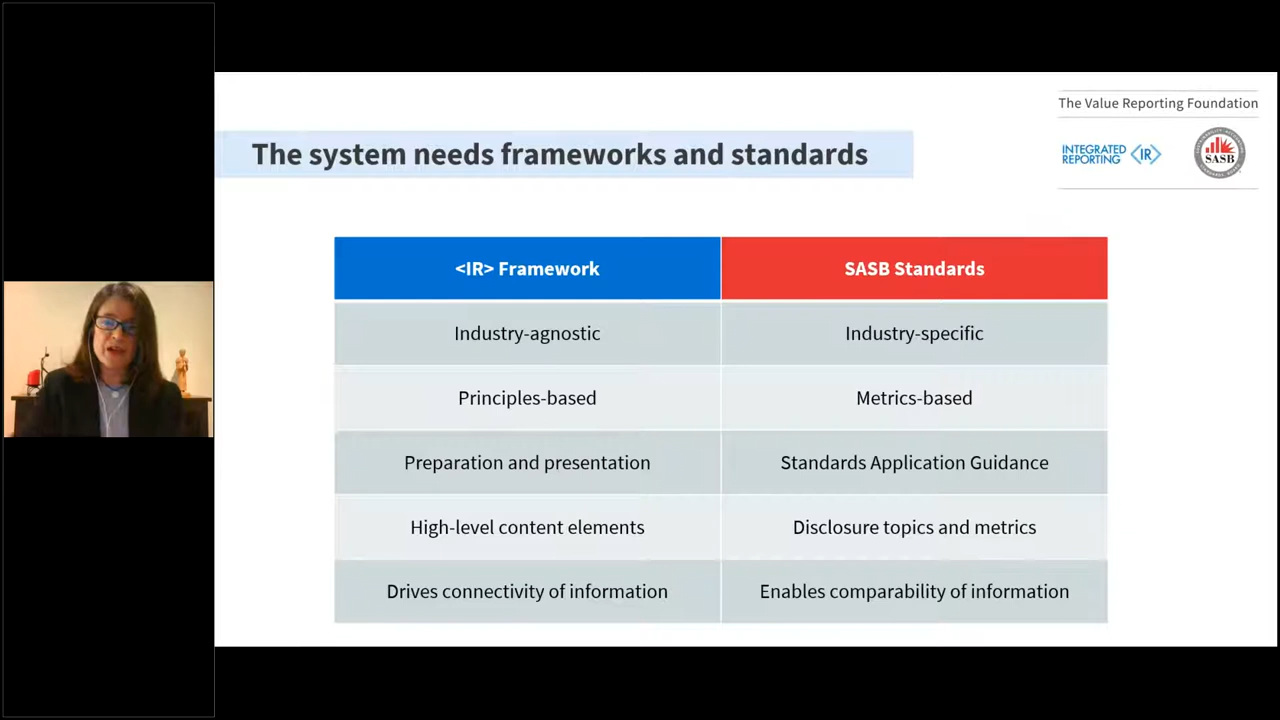 The Value Reporting Foundation
The system needs frameworks and standards
INTEGRATED
REPORTING <IR>
SASB
<IR> Framework
SASB Standards
Industry-agnostic
Industry-specific
Principles-based
Metrics-based
Preparation and presentation
Standards Application Guidance
High-level content elements
Disclosure topics and metrics
Drives connectivity of information
Enables comparability of information